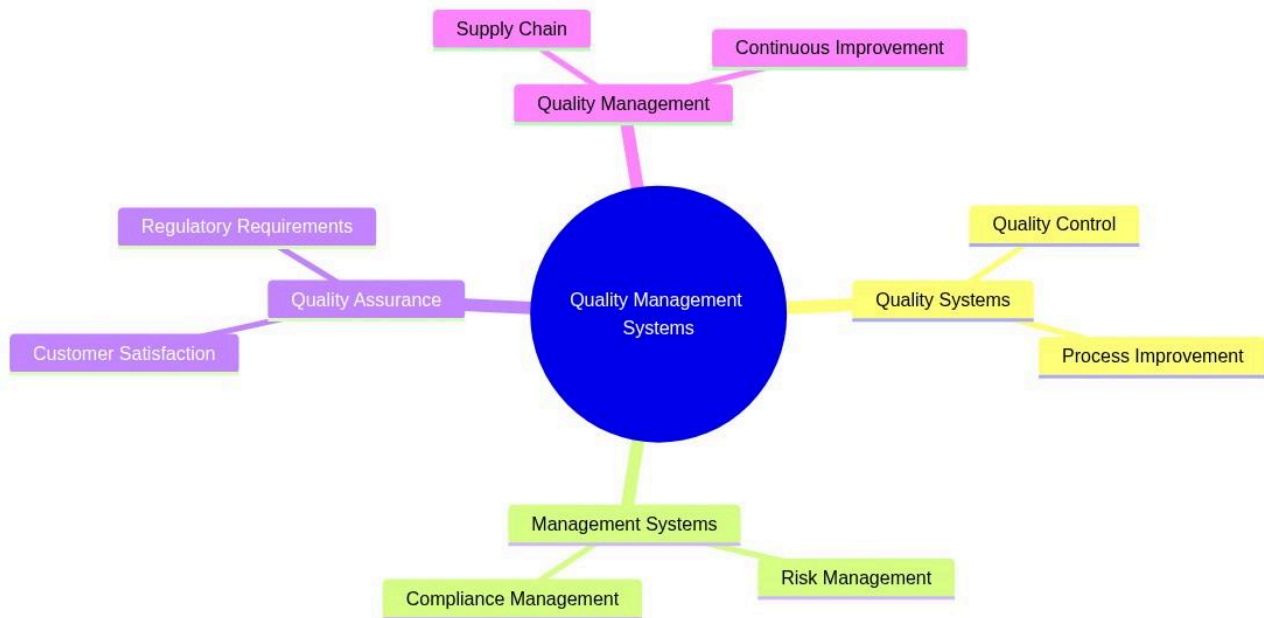 Supply Chain
Continuous Improvement
Quality Management
Regulatory Requirements
Quality Control
Quality Assurance
Quality Management
Systems
Quality Systems
Customer Satisfaction
Process Improvement
Management Systems
Risk Management
Compliance Management